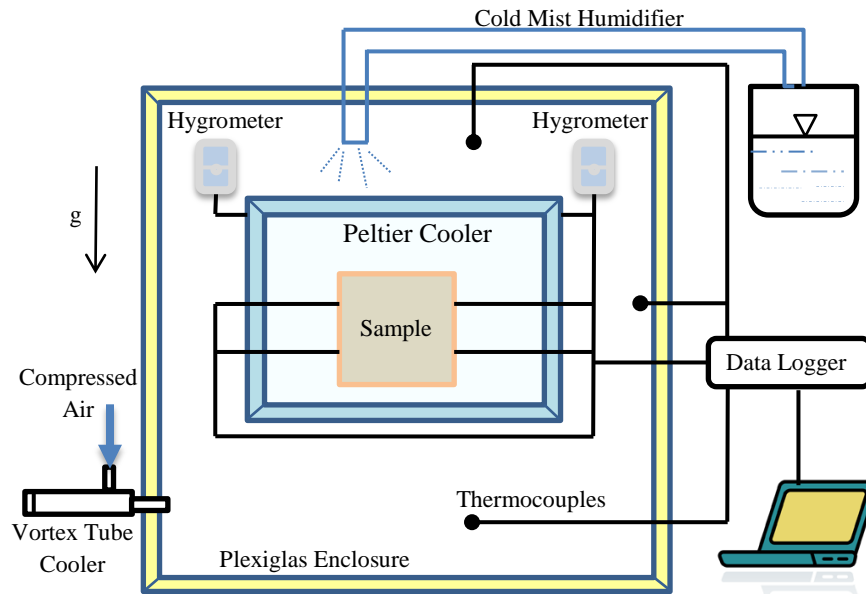 Cold Mist Humidifier
Hygrometer
Hygrometer
g
Peltier Cooler
Sample
Data Logger
Compressed
Air
Thermocouples
Vortex Tube
Cooler
Plexiglas Enclosure